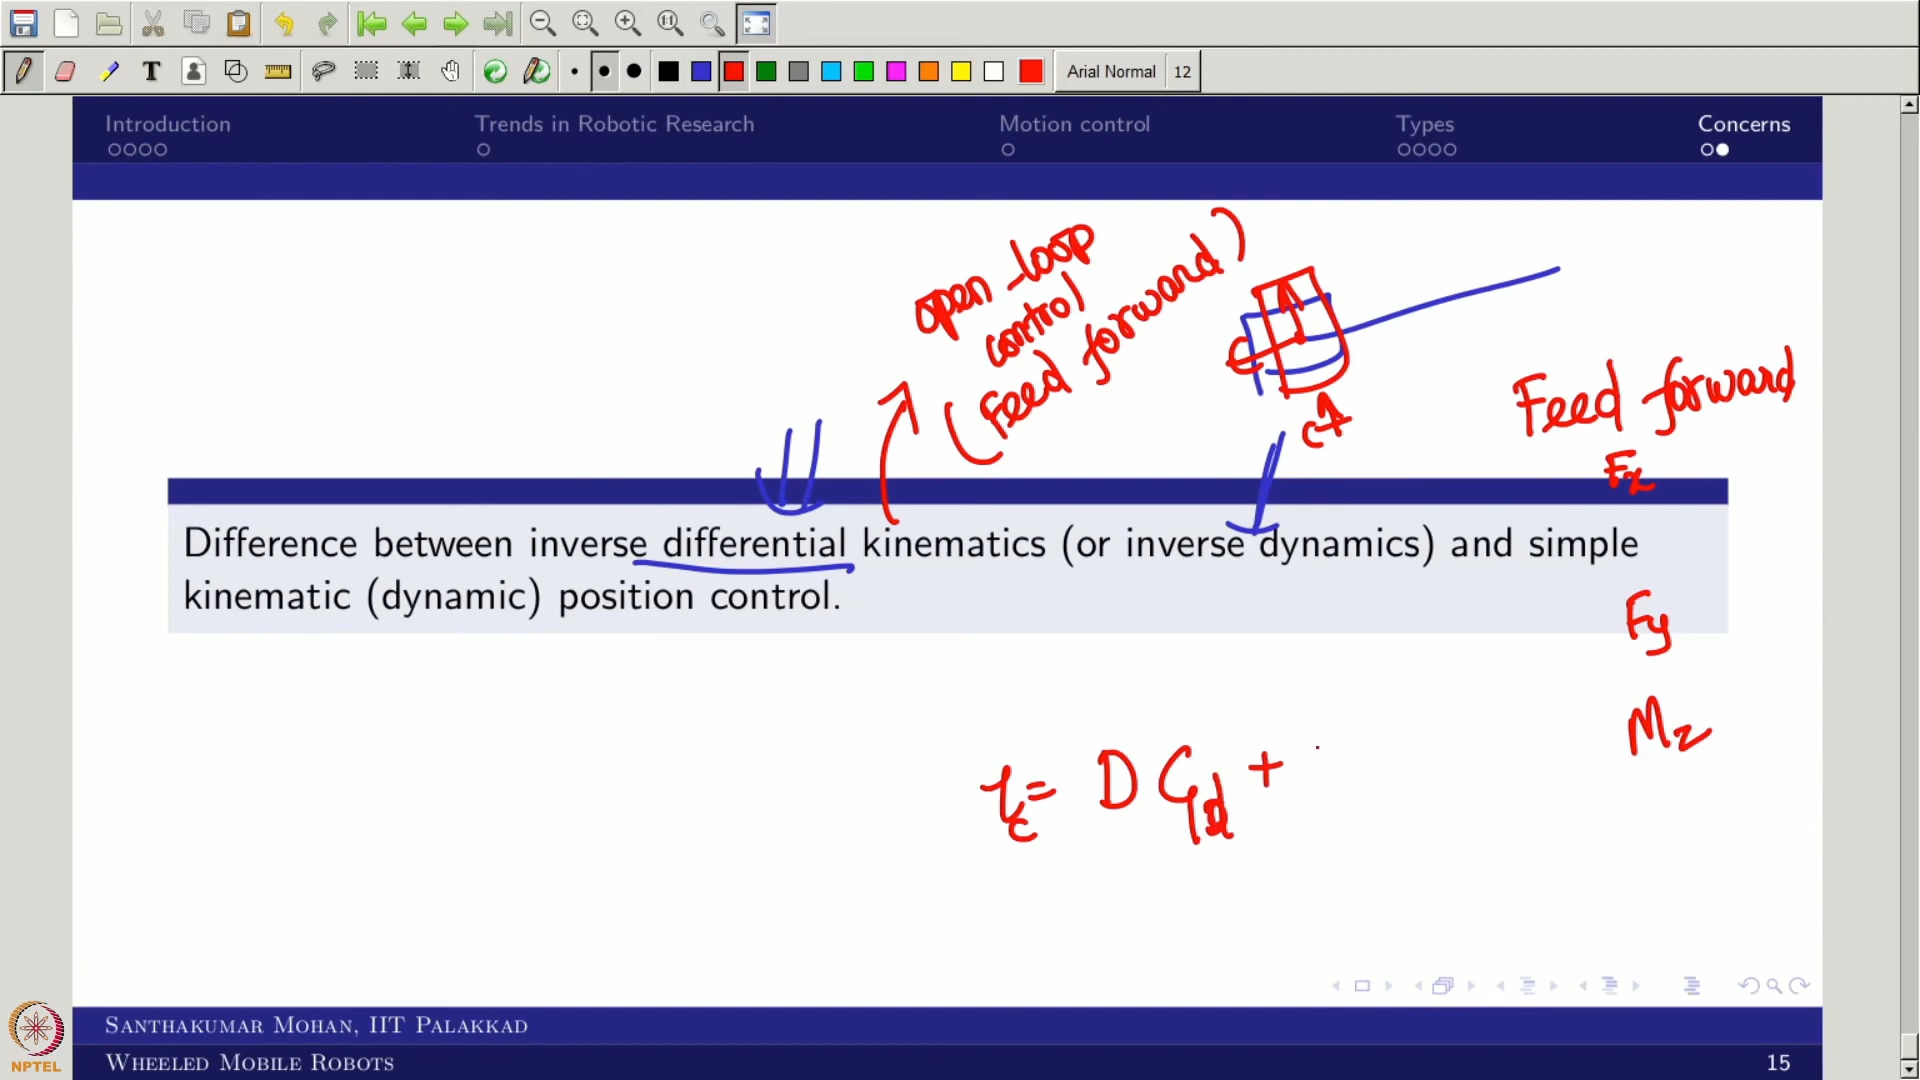 Arial Normal 12
Introduction Trends in Robotic Research Motion control Types Concerns
open-loop
control
(Feed forward)
Feed forward
Fx
Difference between inverse differential kinematics (or inverse dynamics) and simple
kinematic (dynamic) position control.
Fy
Mz
= D +
SANTHAKUMAR MOHAN, IIT PALAKKAD
WHEELED MOBILE ROBOTS 15
NPTEL